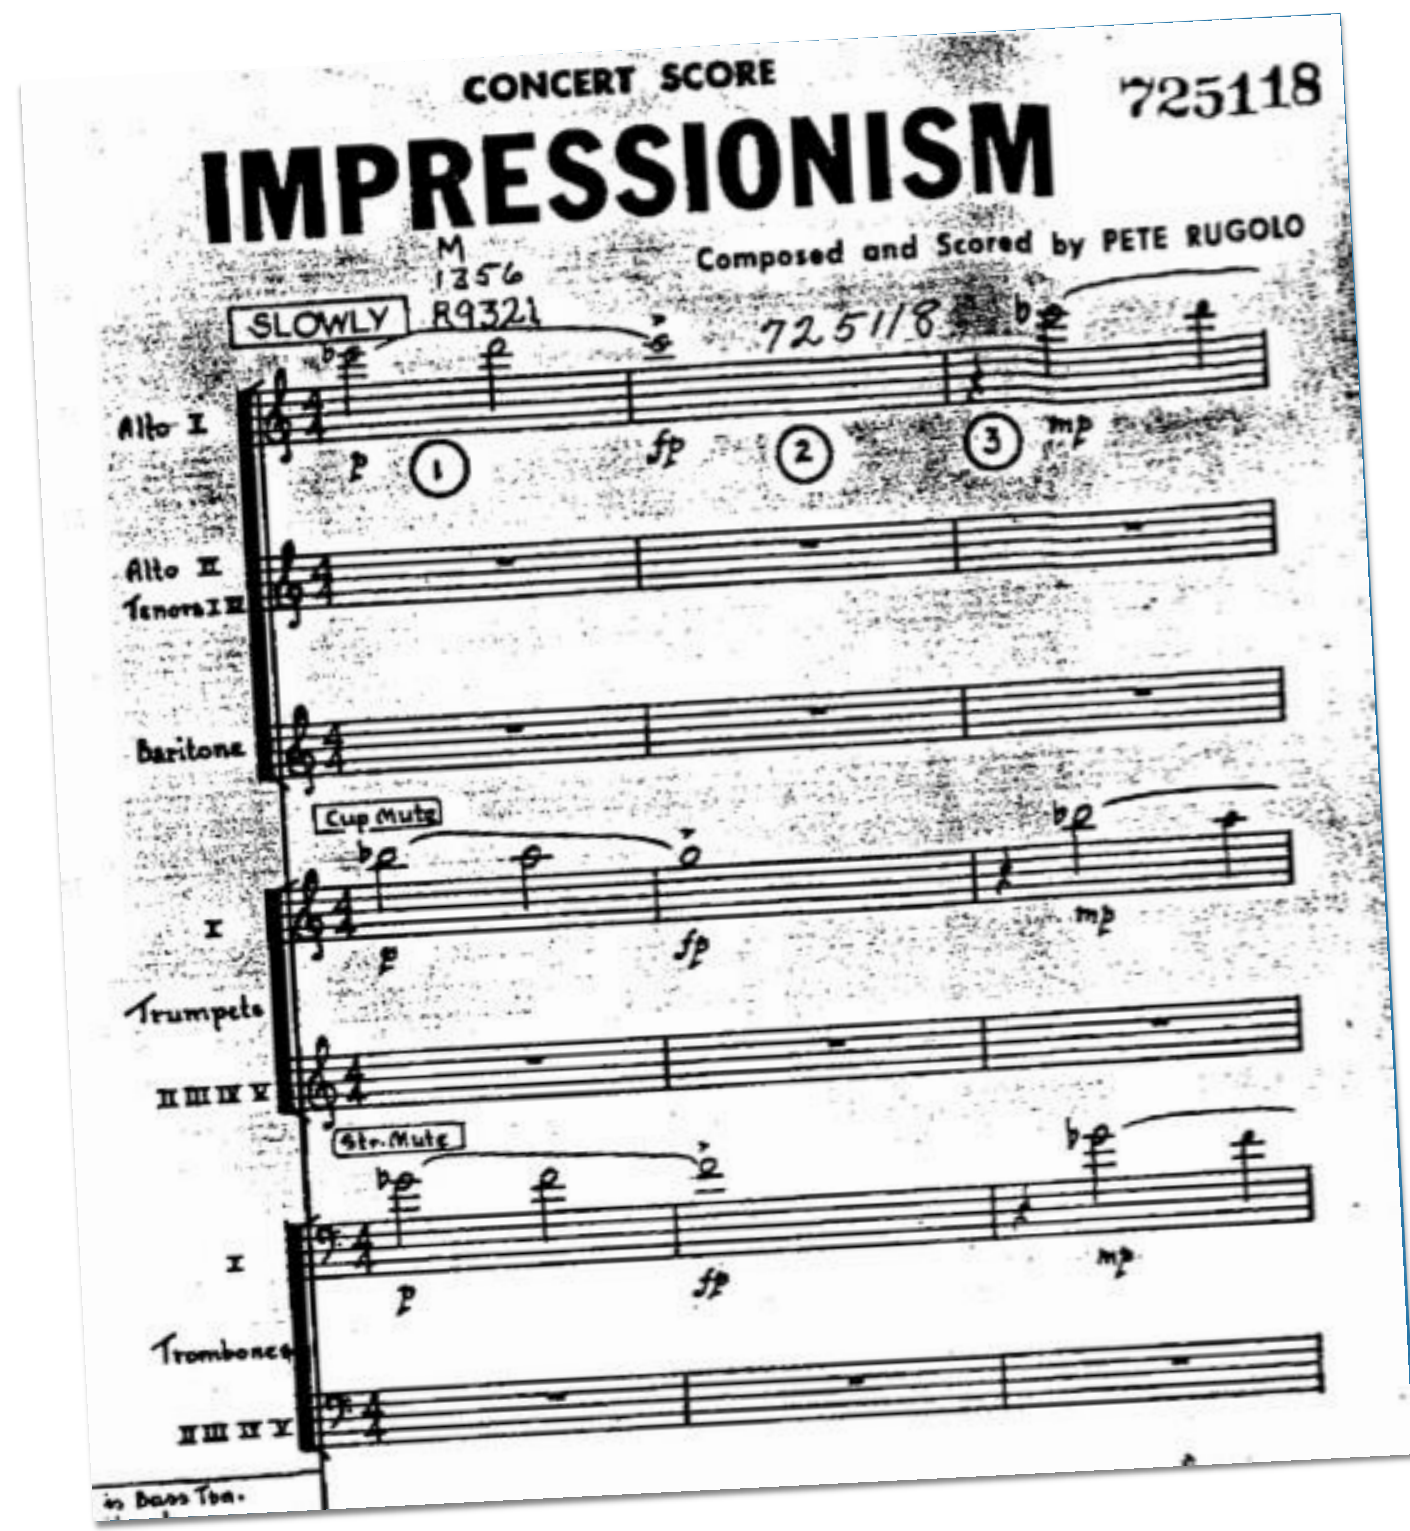 CONCERT SCORE
725118
IMPRESSIONISM
Composed and Scored by PETE RUGOLO
M
1356
R9321
SLOWLY
725118
Alto I
p
1
fp
2
3
mp
Alto II
Tenors I II
Baritone
Cup Mute
I
p
fp
mp
Trumpets
II III IV V
Str. Mute
I
p
fp
mp
Trombones
II III IV V
is Bass Tbn.